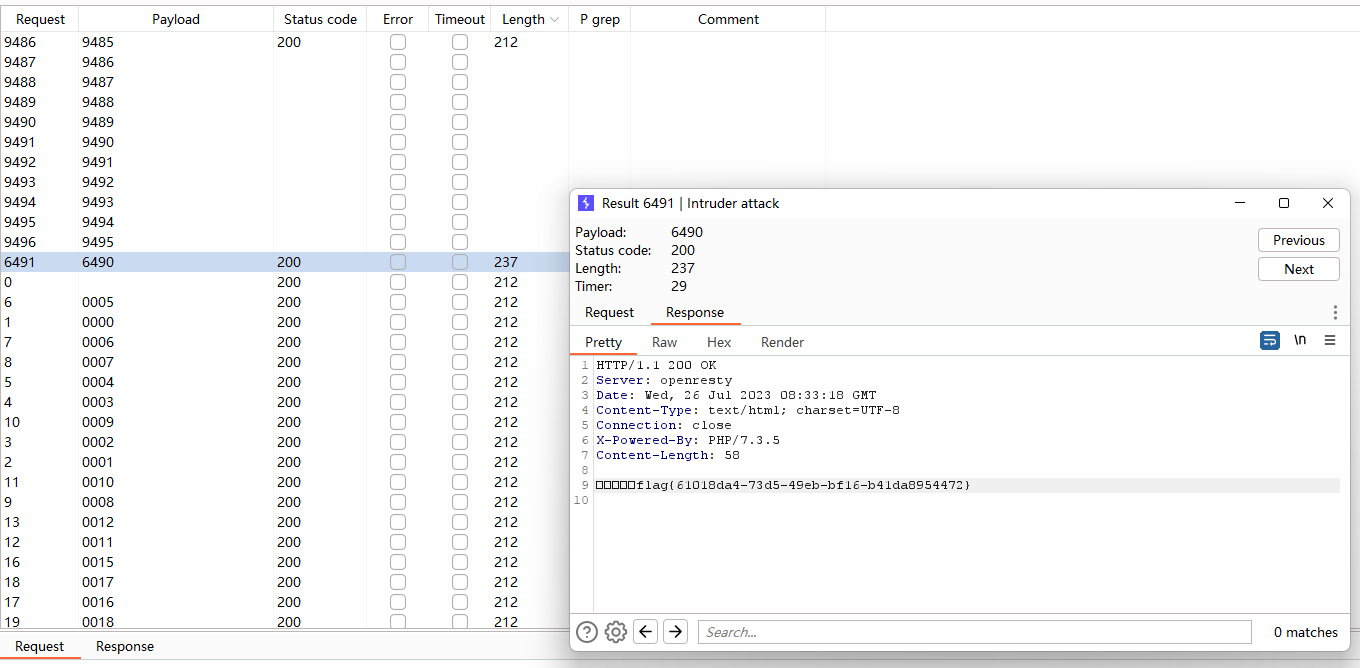 Request Payload Status code Error Timeout Length P grep Comment
9486 9485 200 212
9487 9486
9488 9487
9489 9488
9490 9489
9491 9490
9492 9491
9493 9492
9494 9493
9495 9494
9496 9495
6491 6490 200 237
0 200 212
6 0005 200 212
1 0000 200 212
7 0006 200 212
8 0007 200 212
5 0004 200 212
4 0003 200 212
10 0009 200 212
3 0002 200 212
2 0001 200 212
11 0010 200 212
9 0008 200 212
13 0012 200 212
12 0011 200 212
16 0015 200 212
18 0017 200 212
17 0016 200 212
19 0018 200 212
Request Response
Result 6491 | Intruder attack
Payload: 6490
Previous
Status code: 200
Length: 237
Next
Timer: 29
Request Response
Pretty Raw Hex Render \n
1 HTTP/1.1 200 OK
2 Server: openresty
3 Date: Wed, 26 Jul 2023 08:33:18 GMT
4 Content-Type: text/html; charset=UTF-8
5 Connection: close
6 X-Powered-By: PHP/7.3.5
7 Content-Length: 58
8
9 □□□□□flag{61018da4-73d5-49eb-bf16-b41da8954472}
10
Search... 0 matches